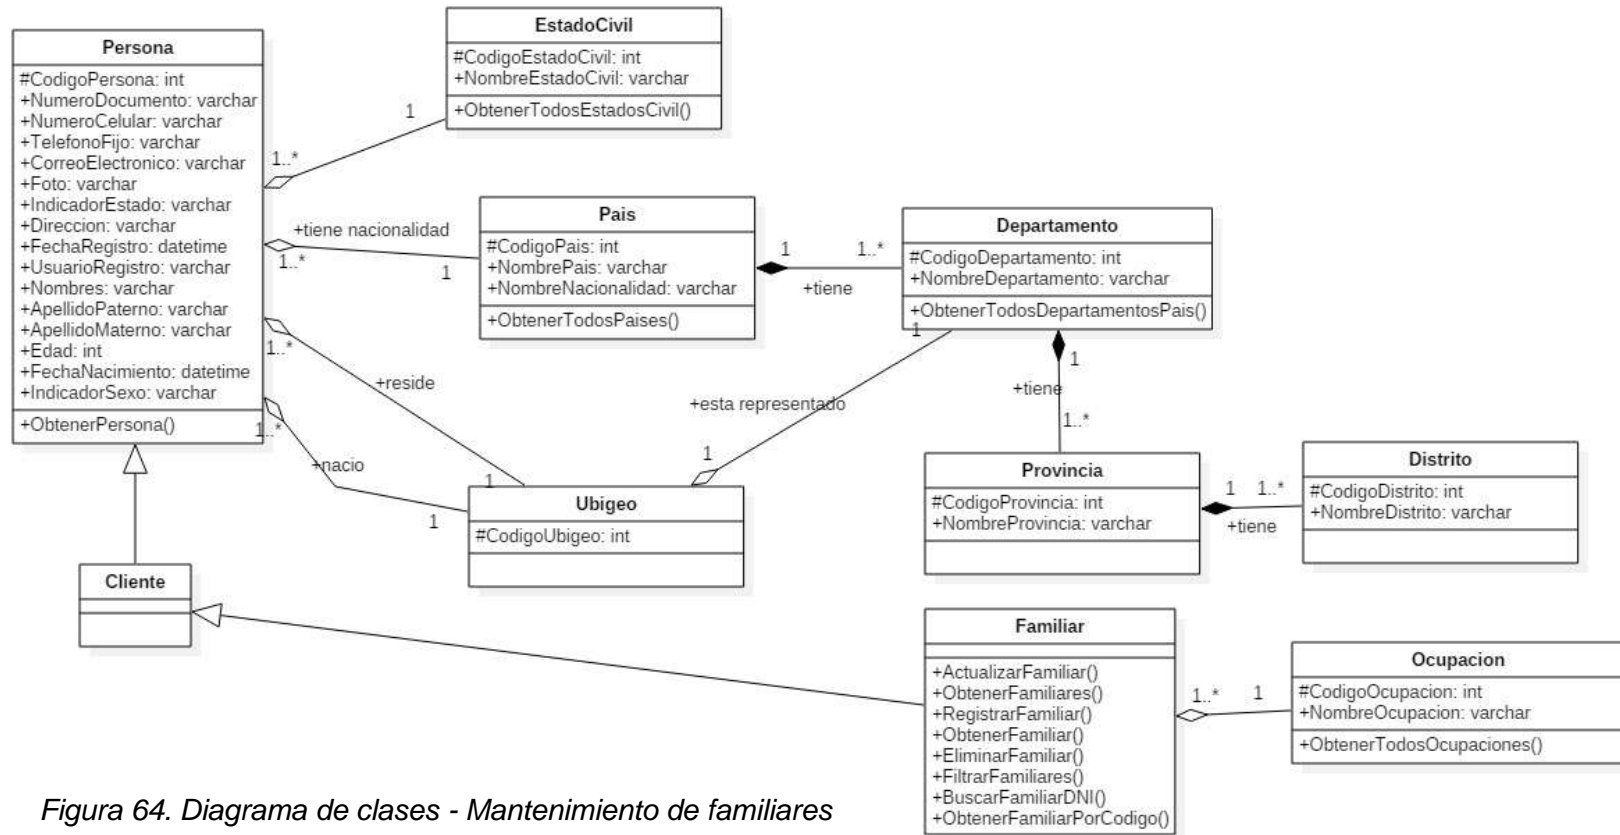 Persona
#CodigoPersona: int
+NumeroDocumento: varchar
+NumeroCelular: varchar
+TelefonoFijo: varchar
+CorreoElectronico: varchar
+Foto: varchar
+IndicadorEstado: varchar
+Direccion: varchar
+FechaRegistro: datetime
+UsuarioRegistro: varchar
+Nombres: varchar
+ApellidoPaterno: varchar
+ApellidoMaterno: varchar
+Edad: int
+FechaNacimiento: datetime
+IndicadorSexo: varchar
+ObtenerPersona()
EstadoCivil
#CodigoEstadoCivil: int
+NombreEstadoCivil: varchar
+ObtenerTodosEstadosCivil()
1
1..*
+tiene nacionalidad
1..*
1
Pais
#CodigoPais: int
+NombrePais: varchar
+NombreNacionalidad: varchar
+ObtenerTodosPaises()
1
1..*
+tiene
Departamento
#CodigoDepartamento: int
+NombreDepartamento: varchar
+ObtenerTodosDepartamentosPais()
1..*
+reside
1
1..*
+nacio
1
+esta representado
1
1
1
+tiene
1..*
Ubigeo
#CodigoUbigeo: int
Provincia
#CodigoProvincia: int
+NombreProvincia: varchar
1
1..*
+tiene
Distrito
#CodigoDistrito: int
+NombreDistrito: varchar
Cliente
Familiar
+ActualizarFamiliar()
+ObtenerFamiliares()
+RegistrarFamiliar()
+ObtenerFamiliar()
+EliminarFamiliar()
+FiltrarFamiliares()
+BuscarFamiliarDNI()
+ObtenerFamiliarPorCodigo()
1..*
1
Ocupacion
#CodigoOcupacion: int
+NombreOcupacion: varchar
+ObtenerTodosOcupaciones()
Figura 64. Diagrama de clases - Mantenimiento de familiares